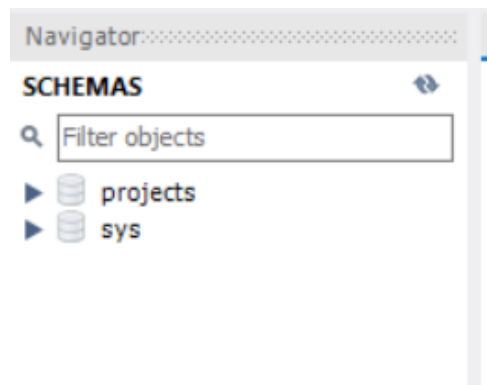 Navigator
SCHEMAS
Filter objects
projects
sys